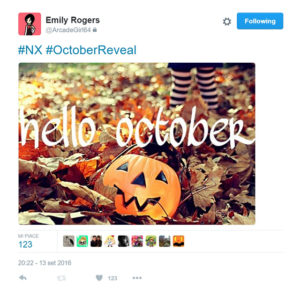 Emily Rogers
@ArcadeGirl64
Following
#NX #OctoberReveal
hello october
MI PIACE
123
20:22 - 13 set 2016
123